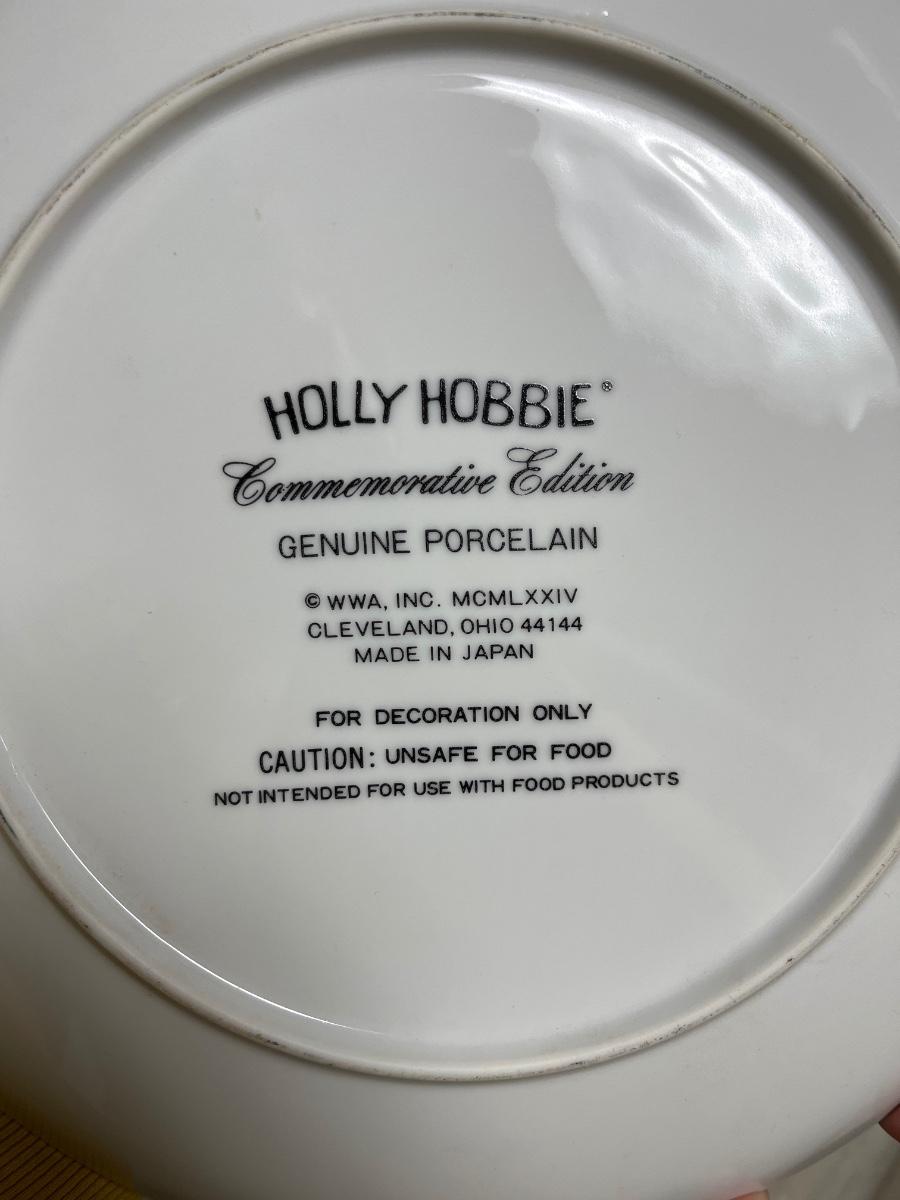 HOLLY HOBBIE®
Commemorative Edition
GENUINE PORCELAIN
© WWA, INC. MCMLXXIV
CLEVELAND, OHIO 44144
MADE IN JAPAN
FOR DECORATION ONLY
CAUTION: UNSAFE FOR FOOD
NOT INTENDED FOR USE WITH FOOD PRODUCTS